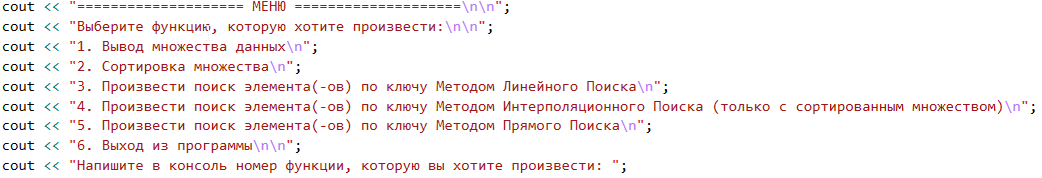 cout << "==================== МЕНЮ ====================\n\n";
cout << "Выберите функцию, которую хотите произвести:\n\n";
cout << "1. Вывод множества данных\n";
cout << "2. Сортировка множества\n";
cout << "3. Произвести поиск элемента(-ов) по ключу Методом Линейного Поиска\n";
cout << "4. Произвести поиск элемента(-ов) по ключу Методом Интерполяционного Поиска (только с сортированным множеством)\n";
cout << "5. Произвести поиск элемента(-ов) по ключу Методом Прямого Поиска\n";
cout << "6. Выход из программы\n\n";
cout << "Напишите в консоль номер функции, которую вы хотите произвести: ";